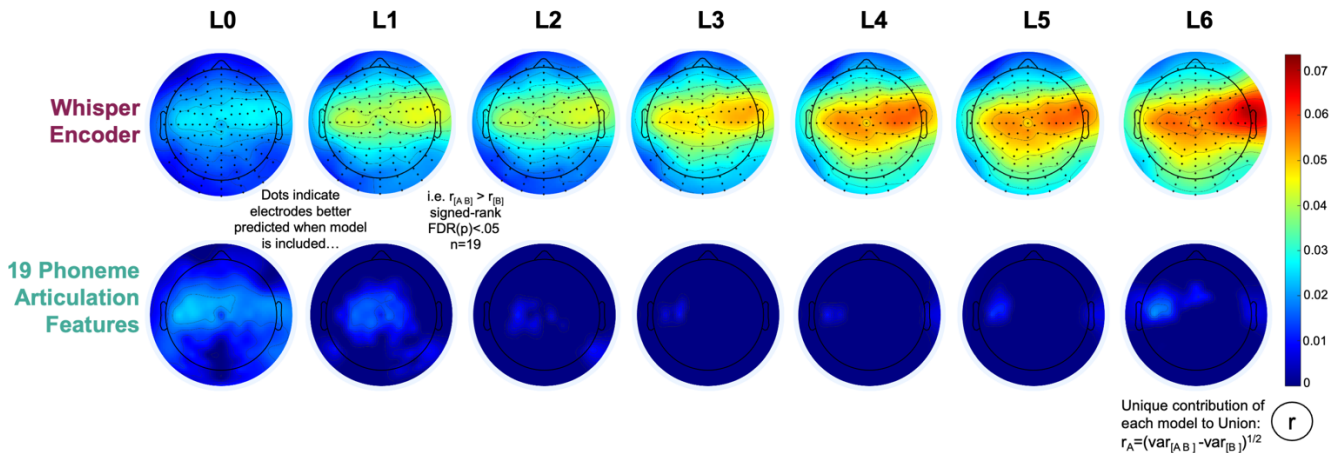 L0 L1 L2 L3 L4 L5 L6
Whisper
Encoder
Dots indicate
electrodes better
predicted when model
is included…
i.e. r[A B] > r[B]
signed-rank
FDR(p)<.05
n=19
19 Phoneme
Articulation
Features
0.07
0.06
0.05
0.04
0.03
0.02
0.01
0
Unique contribution of
each model to Union:
rA=(var[A B] -var[B])1/2
r